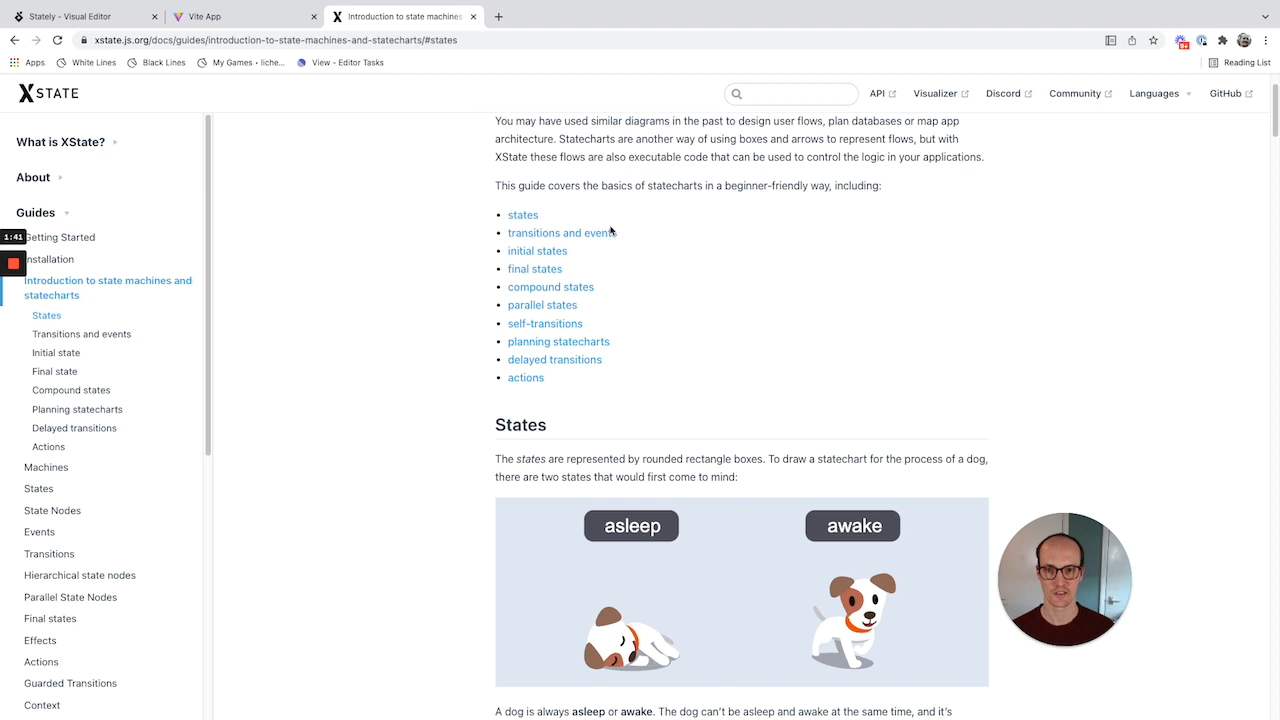 Stately - Visual Editor
Vite App
Introduction to state machines
xstate.js.org/docs/guides/introduction-to-state-machines-and-statecharts/#states
9+
Apps
White Lines
Black Lines
My Games • liche...
View - Editor Tasks
Reading List
XSTATE
API
Visualizer
Discord
Community
Languages
GitHub
What is XState?
About
Guides
1:41
Getting Started
Installation
Introduction to state machines and
statecharts
States
Transitions and events
Initial state
Final state
Compound states
Planning statecharts
Delayed transitions
Actions
Machines
States
State Nodes
Events
Transitions
Hierarchical state nodes
Parallel State Nodes
Final states
Effects
Actions
Guarded Transitions
Context
You may have used similar diagrams in the past to design user flows, plan databases or map app
architecture. Statecharts are another way of using boxes and arrows to represent flows, but with
XState these flows are also executable code that can be used to control the logic in your applications.
This guide covers the basics of statecharts in a beginner-friendly way, including:
• states
• transitions and events
• initial states
• final states
• compound states
• parallel states
• self-transitions
• planning statecharts
• delayed transitions
• actions
States
The states are represented by rounded rectangle boxes. To draw a statechart for the process of a dog,
there are two states that would first come to mind:
asleep
awake
A dog is always asleep or awake. The dog can't be asleep and awake at the same time, and it's